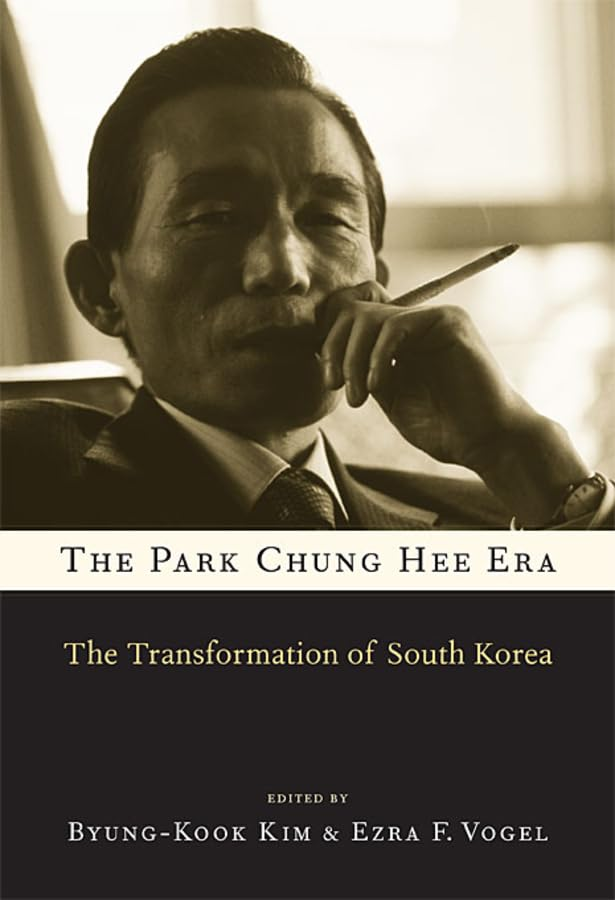 The Park Chung Hee Era
The Transformation of South Korea
EDITED BY
Byung-Kook Kim & Ezra F. Vogel